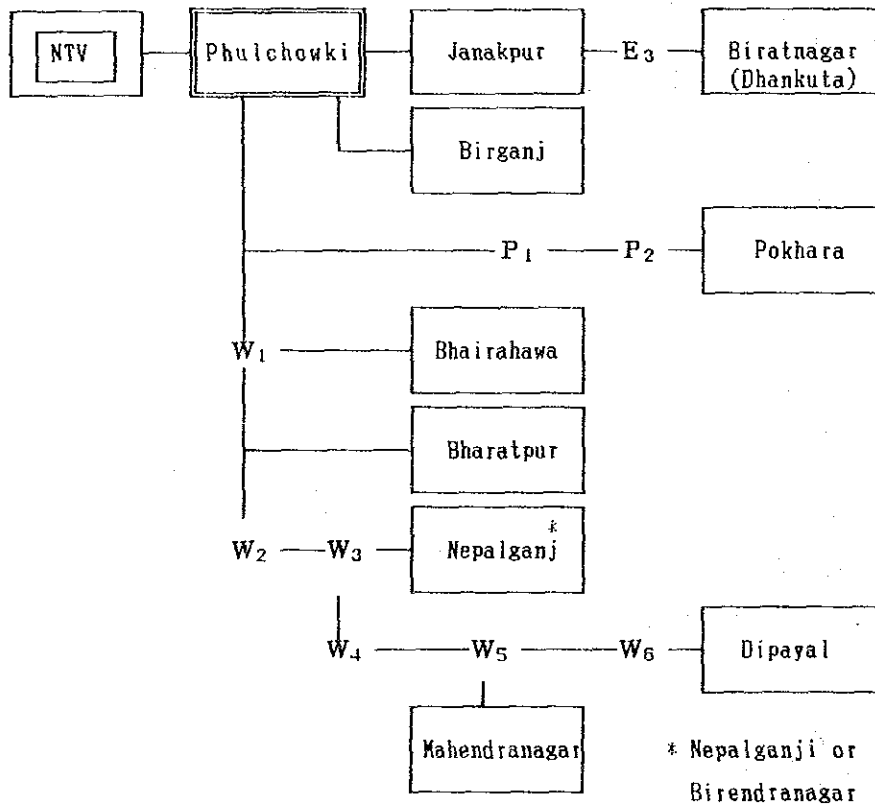 NTV
Phulchowki
Janakpur
E₃
Biratnagar
(Dhankuta)
Birganj
P₁
P₂
Pokhara
W₁
Bhairahawa
Bharatpur
W₂
W₃
Nepalganj*
W₄
W₅
W₆
Dipayal
Mahendranagar
* Nepalganji or
Birendranagar